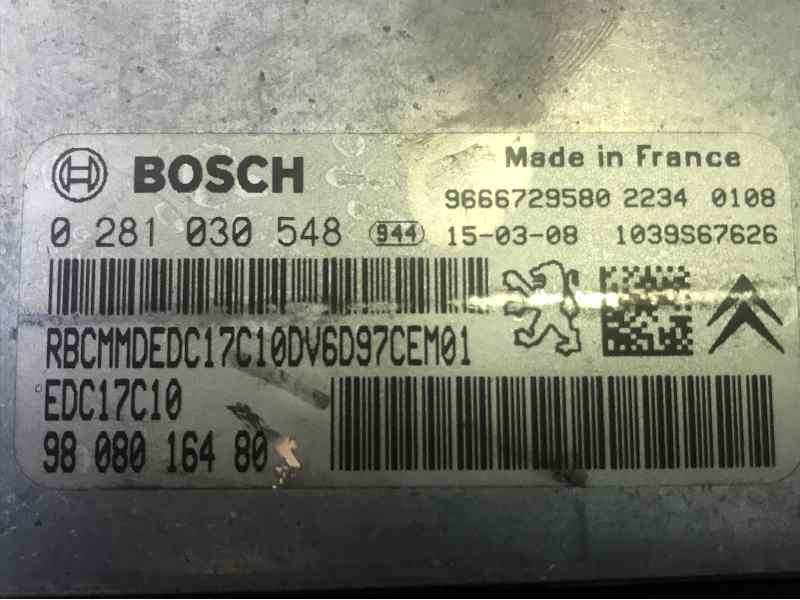 BOSCH
Made in France
9666729580 2234 0108
0 281 030 548 944 15-03-08 1039S67626
RBCMMDEDC17C10DV6D97CEM01
EDC17C10
98 080 164 80